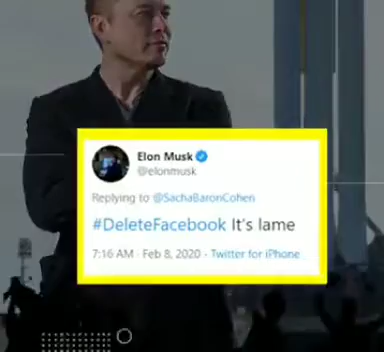 Elon Musk
@elonmusk
Replying to @SachaBaronCohen
#DeleteFacebook It's lame
7:16 AM · Feb 8, 2020 · Twitter for iPhone